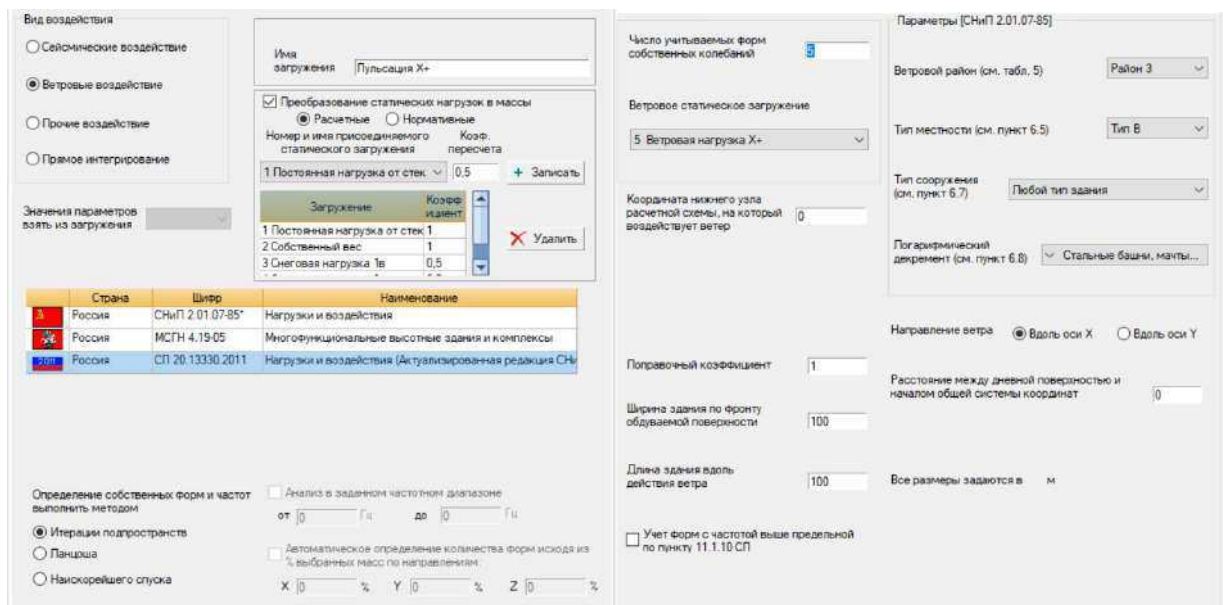 Вид воздействия
Сейсмические воздействие
Ветровые воздействие
Прочие воздействие
Прямое интегрирование
Имя загружения
Пульсация X+
Преобразование статических нагрузок в массы
Расчетные Нормативные
Номер и имя присоединяемого статического загружения
Коэф. пересчета
1 Постоянная нагрузка от стек 0,5 + Записать
Загружение Коэффициент
1 Постоянная нагрузка от стек 1
2 Собственный вес 1
3 Снеговая нагрузка 1в 0,5
Удалить
Значения параметров
взять из загружения
Страна Шифр Наименование
Россия СНиП 2.01.07-85* Нагрузки и воздействия
Россия МСГН 4.19-05 Многофункциональные высотные здания и комплексы
2011 Россия СП 20.13330.2011 Нагрузки и воздействия (Актуализированная редакция СНи
Определение собственных форм и частот
выполнить методом
Итерации подпространств
Ланцоша
Наискорейшего спуска
Анализ в заданном частотном диапазоне
от 0 Гц до 0 Гц
Автоматическое определение количества форм исходя из
% выбранных масс по направлениям:
X 0 % Y 0 % Z 0 %
Число учитываемых форм
собственных колебаний
5
Ветровое статическое загружение
5 Ветровая нагрузка X+
Координата нижнего узла
расчетной схемы, на который
воздействует ветер
0
Поправочный коэффициент 1
Ширина здания по фронту
обдуваемой поверхности
100
Длина здания вдоль
действия ветра
100
Учет форм с частотой выше предельной
по пункту 11.1.10 СП
Параметры [СНиП 2.01.07-85]
Ветровой район (см. табл. 5) Район 3
Тип местности (см. пункт 6.5) Тип B
Тип сооружения
(см. пункт 6.7)
Любой тип здания
Логарифмический
декремент (см. пункт 6.8)
Стальные башни, мачты...
Направление ветра Вдоль оси X Вдоль оси Y
Расстояние между дневной поверхностью и
началом общей системы координат
0
Все размеры задаются в м